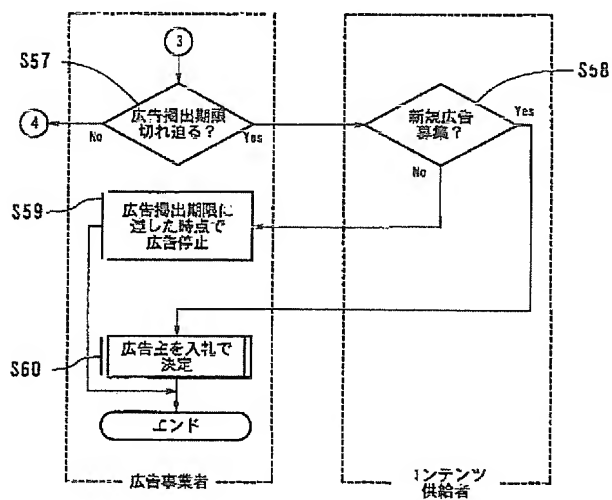 3
S57
広告掲出期限
切れ迫る？
4
No
Yes
S58
新規広告
募集？
Yes
No
S59
広告掲出期限に
達した時点で
広告停止
S60
広告主を入札で
決定
エンド
広告事業者
コンテンツ
供給者